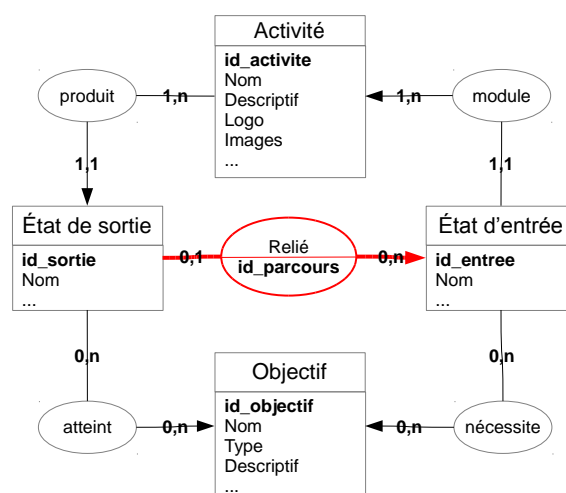 Activité
id_activite
Nom
Descriptif
Logo
Images
...
produit
1,n
1,n
module
1,1
1,1
État de sortie
id_sortie
Nom
...
0,1
Relié
id_parcours
0,n
État d'entrée
id_entree
Nom
...
0,n
0,n
Objectif
id_objectif
Nom
Type
Descriptif
...
atteint
0,n
0,n
nécessite